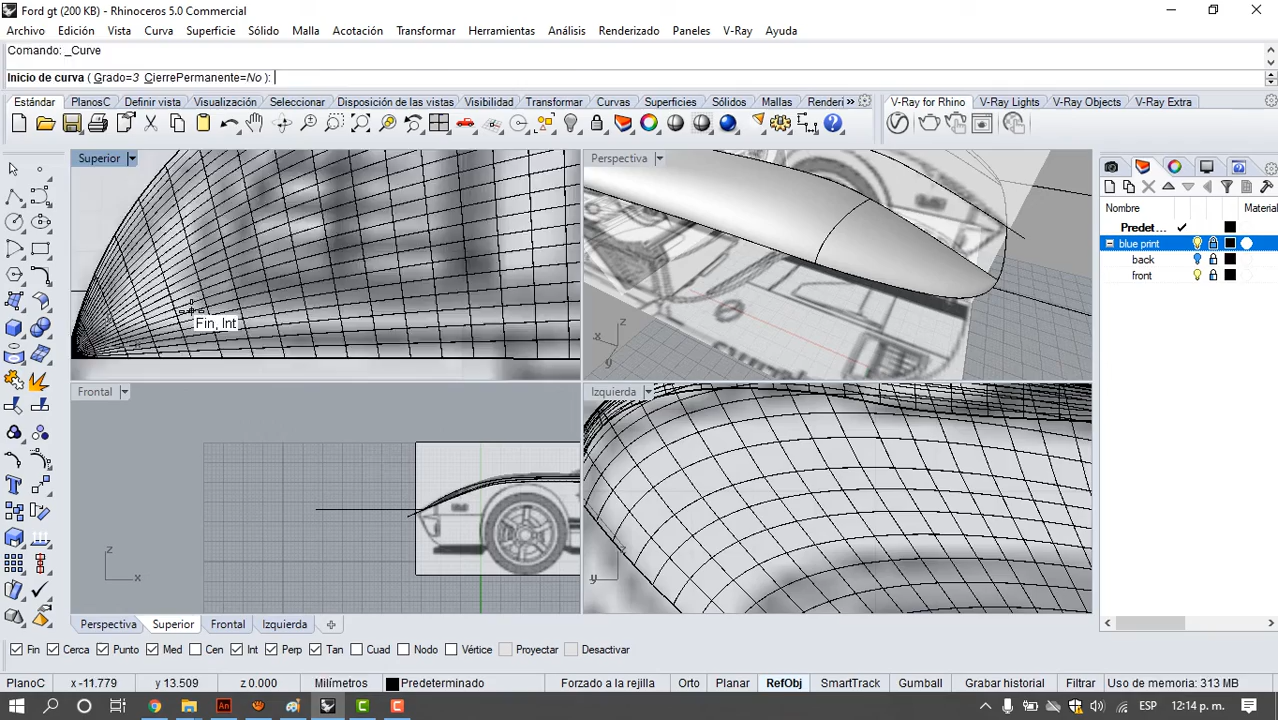 Ford gt (200 KB) - Rhinoceros 5.0 Commercial
Archivo Edición Vista Curva Superficie Sólido Malla Acotación Transformar Herramientas Análisis Renderizado Paneles V-Ray Ayuda
Comando: _Curve
Inicio de curva ( Grado=3 CierrePermanente=No ):
Estándar PlanosC Definir vista Visualización Seleccionar Disposición de las vistas Visibilidad Transformar Curvas Superficies Sólidos Mallas Renderi »
V-Ray for Rhino V-Ray Lights V-Ray Objects V-Ray Extra
Superior
Perspectiva
Fin, Int
z
x
y
Nombre Material
Predet...
blue print
back
front
Frontal
Izquierda
z
x
z
y
Perspectiva Superior Frontal Izquierda
Fin Cerca Punto Med Cen Int Perp Tan Cuad Nodo Vértice Proyectar Desactivar
PlanoC x -11.779 y 13.509 z 0.000 Milímetros Predeterminado Forzado a la rejilla Orto Planar RefObj SmartTrack Gumball Grabar historial Filtrar Uso de memoria: 313 MB
An
C
C
ESP 12:14 p. m.